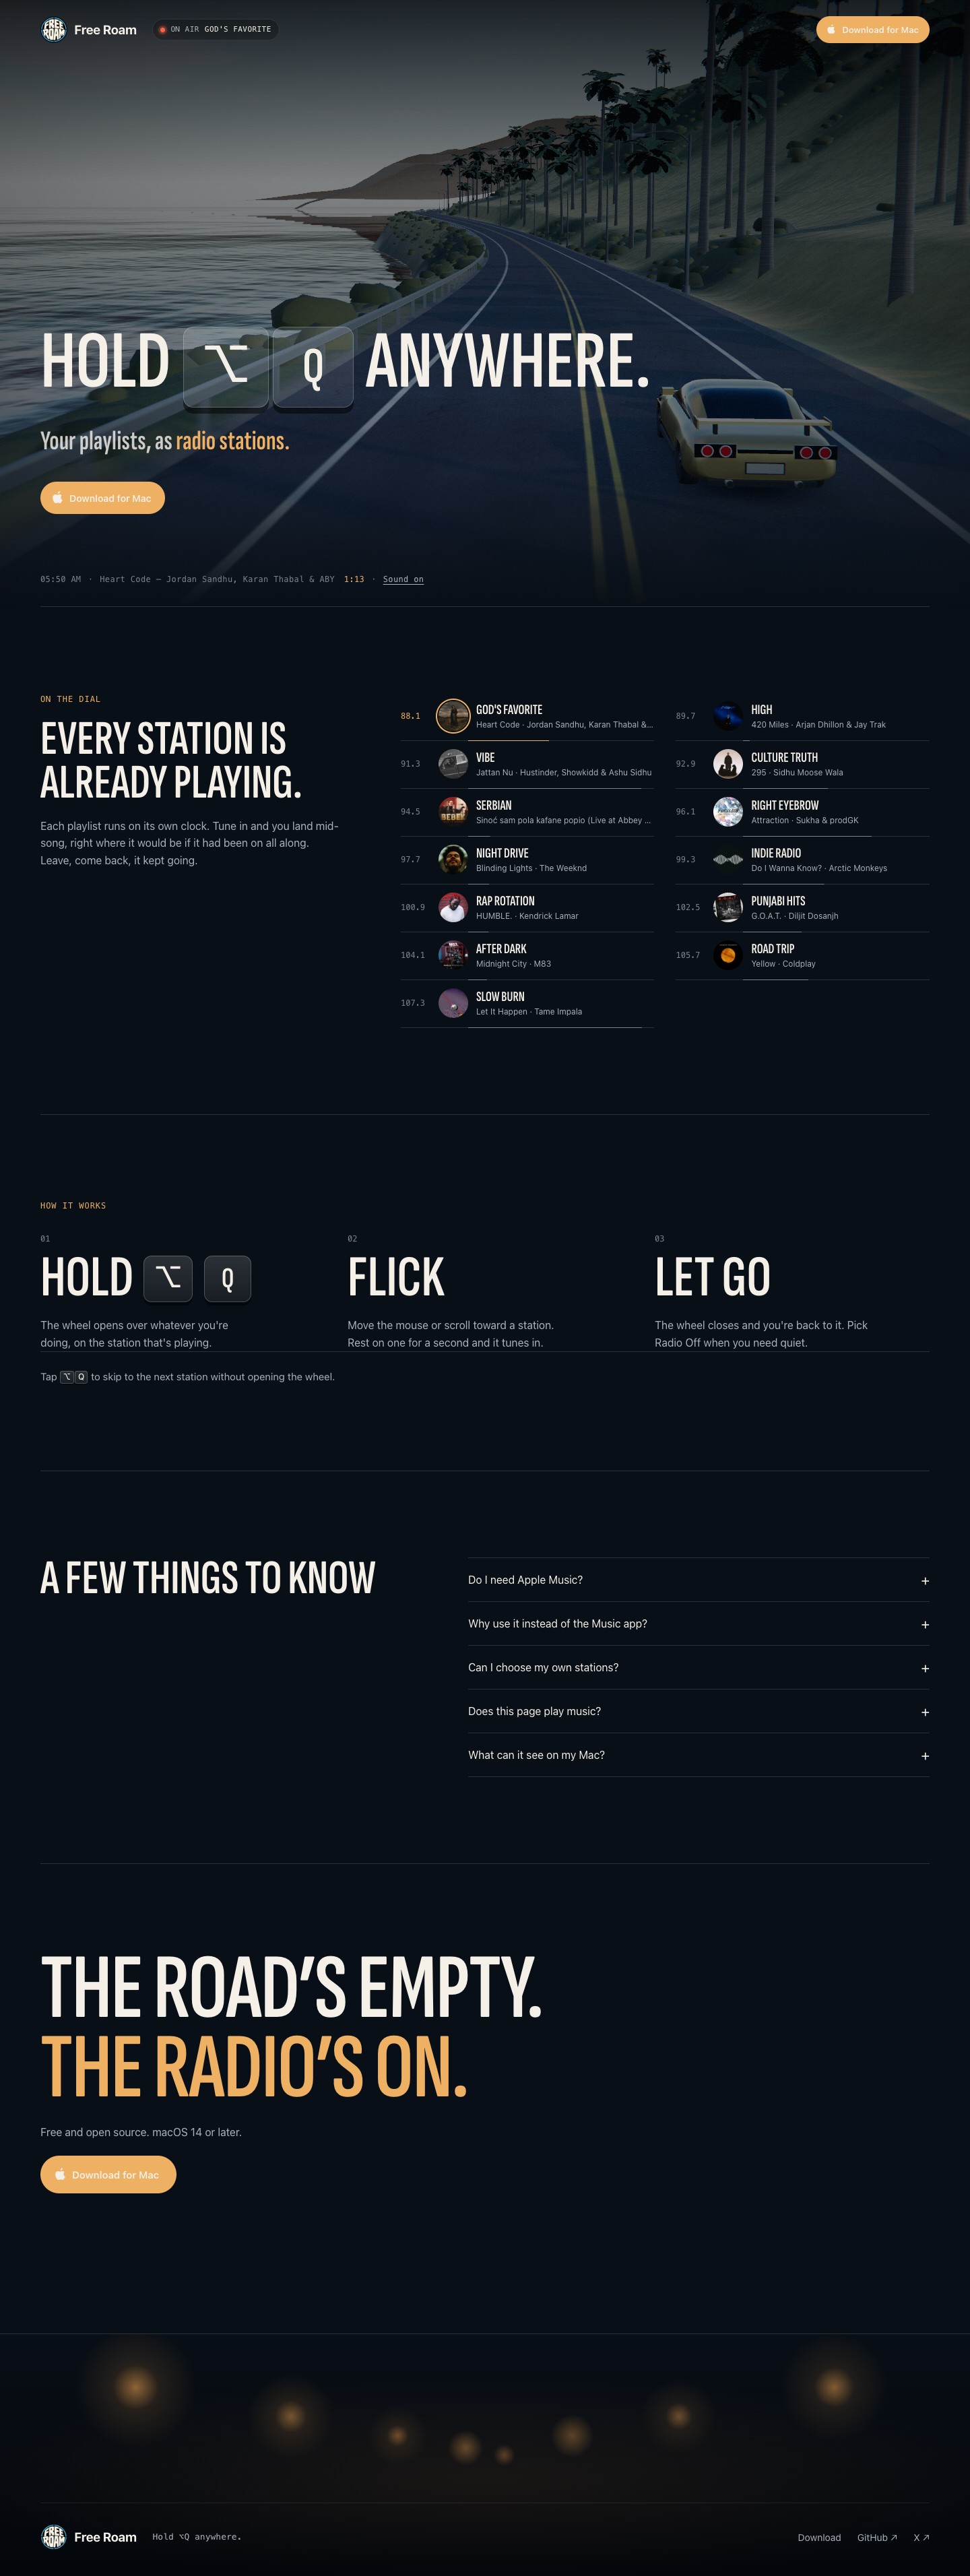 FREE ROAM
Free Roam
ON AIR GOD'S FAVORITE
Download for Mac
HOLD ⌥ Q ANYWHERE.
Your playlists, as radio stations.
Download for Mac
05:50 AM · Heart Code — Jordan Sandhu, Karan Thabal & ABY 1:13 · Sound on
ON THE DIAL
EVERY STATION IS
ALREADY PLAYING.
Each playlist runs on its own clock. Tune in and you land mid-
song, right where it would be if it had been on all along.
Leave, come back, it kept going.
88.1
GOD'S FAVORITE
Heart Code · Jordan Sandhu, Karan Thabal &...
89.7
HIGH
420 Miles · Arjan Dhillon & Jay Trak
91.3
VIBE
Jattan Nu · Hustinder, Showkidd & Ashu Sidhu
92.9
CULTURE TRUTH
295 · Sidhu Moose Wala
94.5
SERBIAN
Sinoć sam pola kafane popio (Live at Abbey ...
96.1
RIGHT EYEBROW
Attraction · Sukha & prodGK
97.7
NIGHT DRIVE
Blinding Lights · The Weeknd
99.3
INDIE RADIO
Do I Wanna Know? · Arctic Monkeys
100.9
RAP ROTATION
HUMBLE. · Kendrick Lamar
102.5
PUNJABI HITS
G.O.A.T. · Diljit Dosanjh
104.1
AFTER DARK
Midnight City · M83
105.7
ROAD TRIP
Yellow · Coldplay
107.3
SLOW BURN
Let It Happen · Tame Impala
HOW IT WORKS
01
HOLD ⌥ Q
The wheel opens over whatever you're
doing, on the station that's playing.
02
FLICK
Move the mouse or scroll toward a station.
Rest on one for a second and it tunes in.
03
LET GO
The wheel closes and you're back to it. Pick
Radio Off when you need quiet.
Tap ⌥ Q to skip to the next station without opening the wheel.
A FEW THINGS TO KNOW
Do I need Apple Music? +
Why use it instead of the Music app? +
Can I choose my own stations? +
Does this page play music? +
What can it see on my Mac? +
THE ROAD’S EMPTY.
THE RADIO’S ON.
Free and open source. macOS 14 or later.
Download for Mac
FREE ROAM
Free Roam
Hold ⌥Q anywhere.
Download
GitHub ↗
X ↗